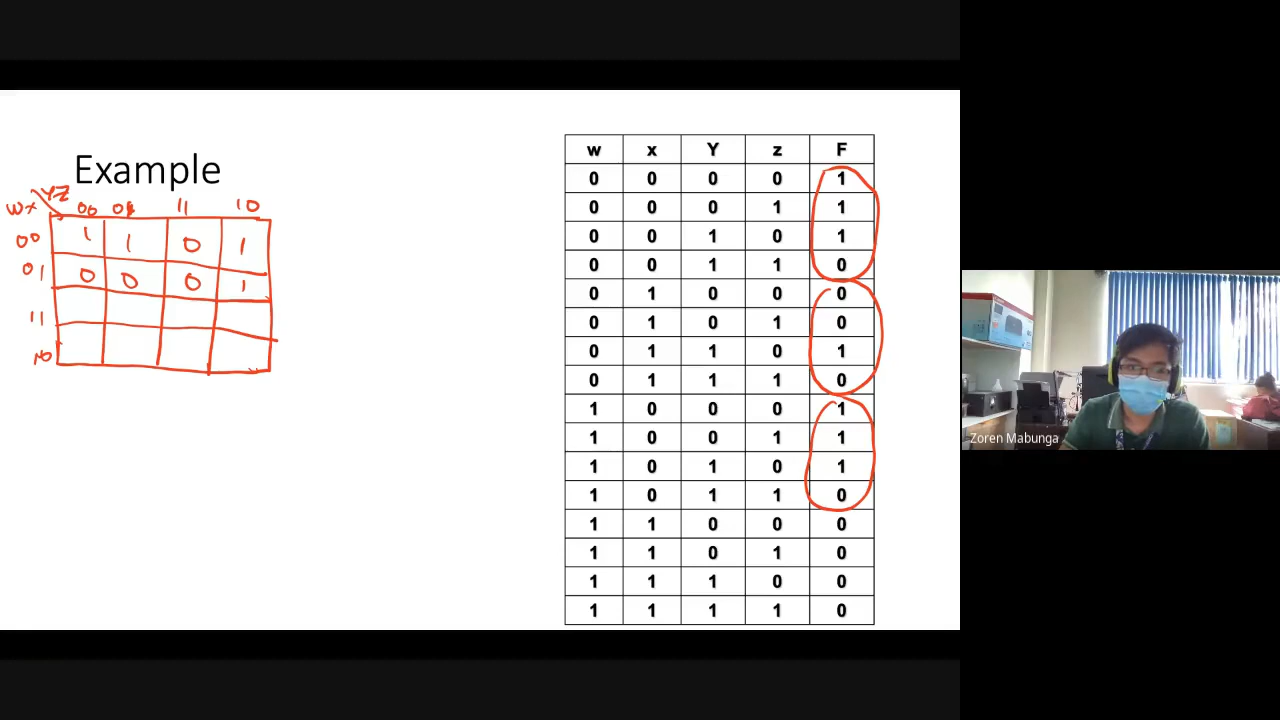 Example
YZ
WX 00 01 11 10
00 1 1 0 1
01 0 0 0 1
11
10
w x Y z F
0 0 0 0 1
0 0 0 1 1
0 0 1 0 1
0 0 1 1 0
0 1 0 0 0
0 1 0 1 0
0 1 1 0 1
0 1 1 1 0
1 0 0 0 1
1 0 0 1 1
1 0 1 0 1
1 0 1 1 0
1 1 0 0 0
1 1 0 1 0
1 1 1 0 0
1 1 1 1 0
Zoren Mabunga